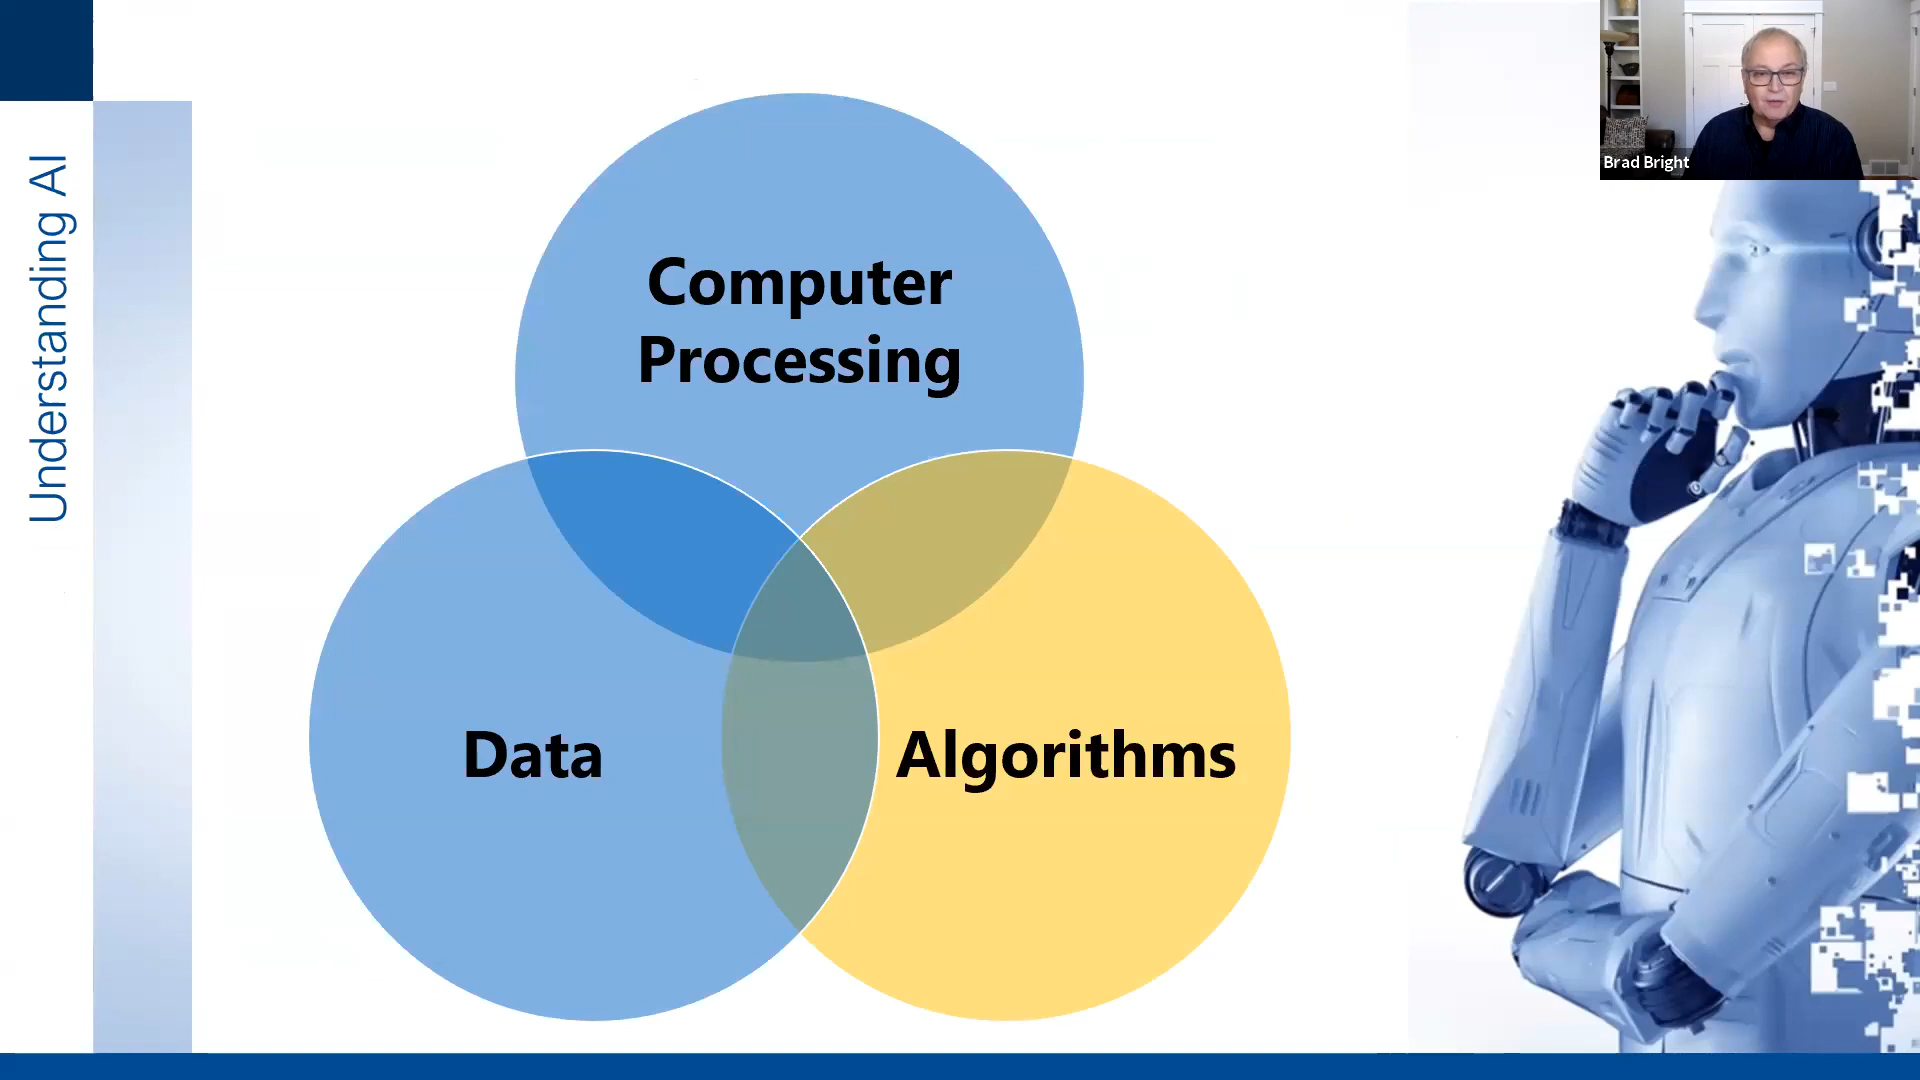 Understanding AI
Computer
Processing
Data
Algorithms
Brad Bright